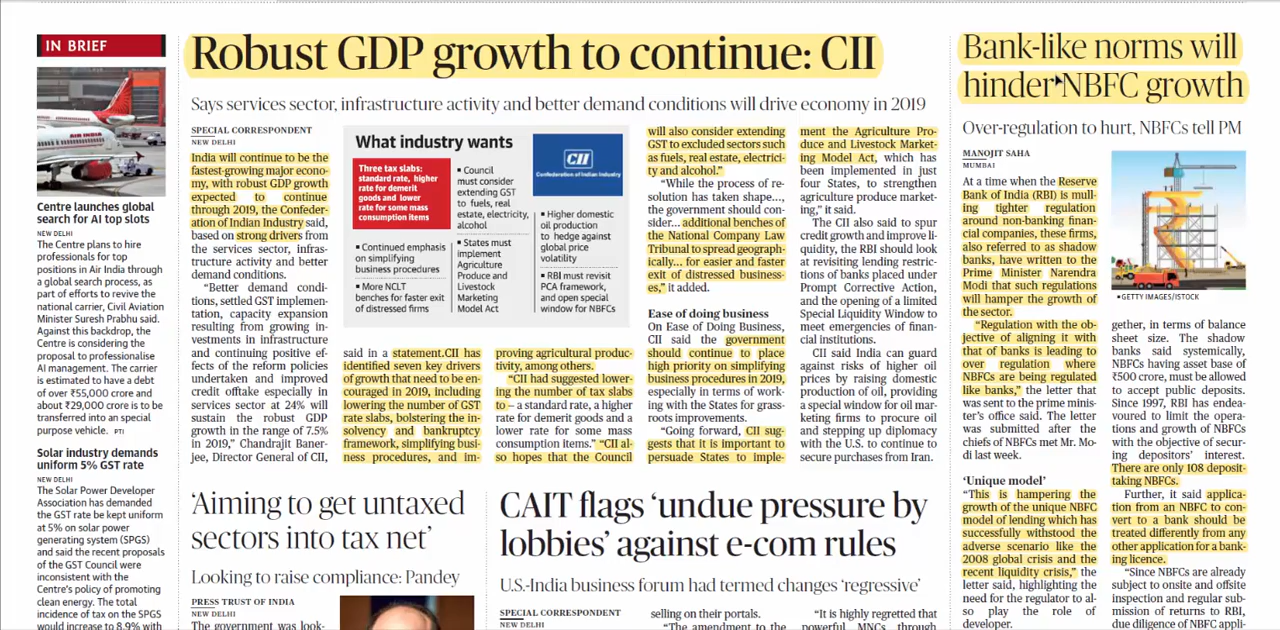 IN BRIEF
Centre launches global
search for AI top slots
NEW DELHI
The Centre plans to hire
professionals for top
positions in Air India through
a global search process, as
part of efforts to revive the
national carrier, Civil Aviation
Minister Suresh Prabhu said.
Against this backdrop, the
Centre is considering the
proposal to professionalise
AI management. The carrier
is estimated to have a debt
of over ₹55,000 crore and
about ₹29,000 crore is to be
transferred into an special
purpose vehicle. PTI
Solar industry demands
uniform 5% GST rate
NEW DELHI
The Solar Power Developer
Association has demanded
the GST rate be kept uniform
at 5% on solar power
generating system (SPGS)
and said the recent proposals
of the GST Council were
inconsistent with the
Centre's policy of promoting
clean energy. The total
incidence of tax on the SPGS
would increase to 8.9% with
Robust GDP growth to continue: CII
Says services sector, infrastructure activity and better demand conditions will drive economy in 2019
SPECIAL CORRESPONDENT
NEW DELHI
India will continue to be the
fastest-growing major econo-
my, with robust GDP growth
expected to continue
through 2019, the Confeder-
ation of Indian Industry said,
based on strong drivers from
the services sector, infras-
tructure activity and better
demand conditions.
"Better demand condi-
tions, settled GST implemen-
tation, capacity expansion
resulting from growing in-
vestments in infrastructure
and continuing positive ef-
fects of the reform policies
undertaken and improved
credit offtake especially in
services sector at 24% will
sustain the robust GDP
growth in the range of 7.5%
in 2019," Chandrajit Baner-
jee, Director General of CII,
What industry wants
Three tax slabs:
standard rate, higher
rate for demerit
goods and lower
rate for some mass
consumption items
■ Continued emphasis
on simplifying
business procedures
■ More NCLT
benches for faster exit
of distressed firms
■ Council
must consider
extending GST
to fuels, real
estate, electricity,
alcohol
■ States must
implement
Agriculture
Produce and
Livestock
Marketing
Model Act
CII
Confederation of Indian Industry
■ Higher domestic
oil production
to hedge against
global price
volatility
■ RBI must revisit
PCA framework,
and open special
window for NBFCs
said in a statement.CII has
identified seven key drivers
of growth that need to be en-
couraged in 2019, including
lowering the number of GST
rate slabs, bolstering the in-
solvency and bankruptcy
framework, simplifying busi-
ness procedures, and im-
proving agricultural produc-
tivity, among others.
"CII had suggested lower-
ing the number of tax slabs
to – a standard rate, a higher
rate for demerit goods and a
lower rate for some mass
consumption items." "CII al-
so hopes that the Council
will also consider extending
GST to excluded sectors such
as fuels, real estate, electrici-
ty and alcohol."
"While the process of re-
solution has taken shape...,
the government should con-
sider... additional benches of
the National Company Law
Tribunal to spread geograph-
ically... for easier and faster
exit of distressed business-
es," it added.
Ease of doing business
On Ease of Doing Business,
CII said the government
should continue to place
high priority on simplifying
business procedures in 2019,
especially in terms of wor-
king with the States for grass-
roots improvements.
"Going forward, CII sug-
gests that it is important to
persuade States to imple-
ment the Agriculture Pro-
duce and Livestock Market-
ing Model Act, which has
been implemented in just
four States, to strengthen
agriculture produce market-
ing," it said.
The CII also said to spur
credit growth and improve li-
quidity, the RBI should look
at revisiting lending restric-
tions of banks placed under
Prompt Corrective Action,
and the opening of a limited
Special Liquidity Window to
meet emergencies of finan-
cial institutions.
CII said India can guard
against risks of higher oil
prices by raising domestic
production of oil, providing
a special window for oil mar-
keting firms to procure oil
and stepping up diplomacy
with the U.S. to continue to
secure purchases from Iran.
'Aiming to get untaxed
sectors into tax net'
Looking to raise compliance: Pandey
PRESS TRUST OF INDIA
NEW DELHI
The government was look-
CAIT flags 'undue pressure by
lobbies' against e-com rules
U.S.-India business forum had termed changes 'regressive'
SPECIAL CORRESPONDENT
NEW DELHI
selling on their portals.
"The amendment to the
"It is highly regretted that
powerful MNCs through
Bank-like norms will
hinder NBFC growth
Over-regulation to hurt, NBFCs tell PM
MANOJIT SAHA
MUMBAI
At a time when the Reserve
Bank of India (RBI) is mull-
ing tighter regulation
around non-banking finan-
cial companies, these firms,
also referred to as shadow
banks, have written to the
Prime Minister Narendra
Modi that such regulations
will hamper the growth of
the sector.
"Regulation with the ob-
jective of aligning it with
that of banks is leading to
over regulation where
NBFCs are being regulated
like banks," the letter that
was sent to the prime minis-
ter's office said. The letter
was submitted after the
chiefs of NBFCs met Mr. Mo-
di last week.
'Unique model'
"This is hampering the
growth of the unique NBFC
model of lending which has
successfully withstood the
adverse scenario like the
2008 global crisis and the
recent liquidity crisis," the
letter said, highlighting the
need for the regulator to al-
so play the role of
developer.
■ GETTY IMAGES/ISTOCK
gether, in terms of balance
sheet size. The shadow
banks said systemically,
NBFCs having asset base of
₹500 crore, must be allowed
to accept public deposits.
Since 1997, RBI has endea-
voured to limit the opera-
tions and growth of NBFCs
with the objective of secur-
ing depositors' interest.
There are only 108 deposit-
taking NBFCs.
Further, it said applica-
tion from an NBFC to con-
vert to a bank should be
treated differently from any
other application for a bank-
ing licence.
"Since NBFCs are already
subject to onsite and offsite
inspection and regular sub-
mission of returns to RBI,
due diligence of NBFC appli-